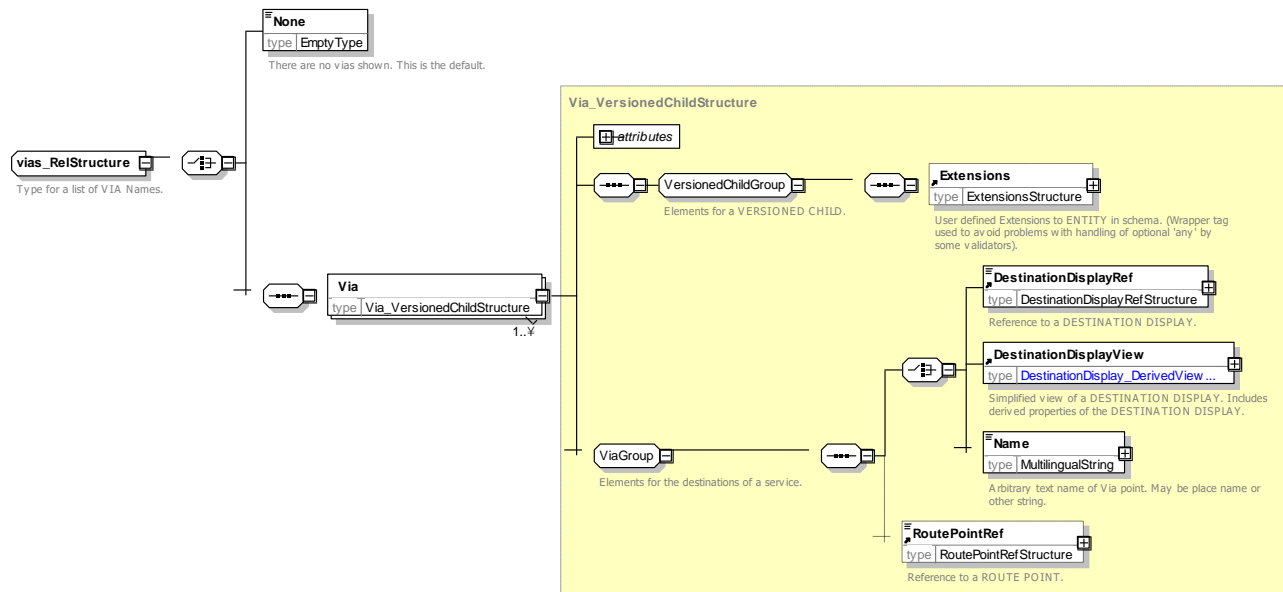 None
type EmptyType
There are no vias shown. This is the default.
Via_VersionedChildStructure
attributes
vias_RelStructure
Type for a list of VIA Names.
VersionedChildGroup
Elements for a VERSIONED CHILD.
Extensions
type ExtensionsStructure
User defined Extensions to ENTITY in schema. (Wrapper tag
used to avoid problems with handling of optional 'any' by
some validators).
Via
type Via_VersionedChildStructure
1..¥
DestinationDisplayRef
type DestinationDisplayRefStructure
Reference to a DESTINATION DISPLAY.
DestinationDisplayView
type DestinationDisplay_DerivedView ...
Simplified view of a DESTINATION DISPLAY. Includes
derived properties of the DESTINATION DISPLAY.
ViaGroup
Elements for the destinations of a service.
Name
type MultilingualString
Arbitrary text name of Via point. May be place name or
other string.
RoutePointRef
type RoutePointRefStructure
Reference to a ROUTE POINT.